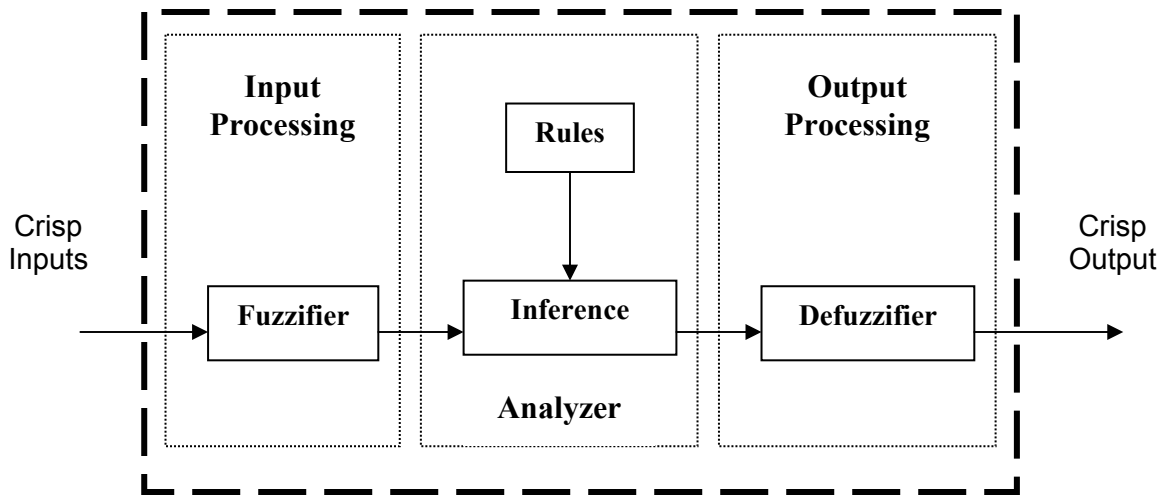 Crisp
Inputs
Input
Processing
Fuzzifier
Rules
Inference
Analyzer
Output
Processing
Defuzzifier
Crisp
Output